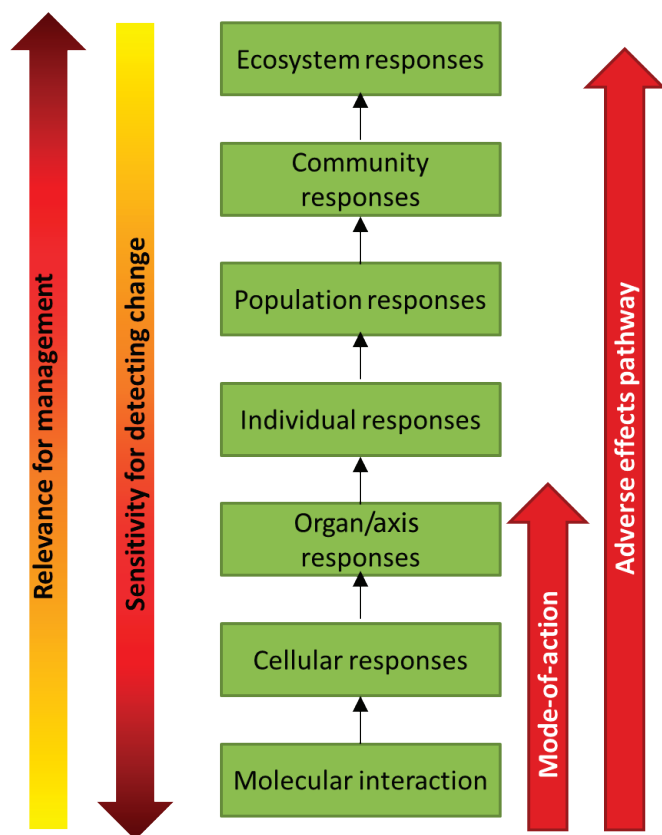 Relevance for management
Sensitivity for detecting change
Ecosystem responses
Community
responses
Population responses
Individual responses
Organ/axis
responses
Cellular responses
Molecular interaction
Mode-of-action
Adverse effects pathway